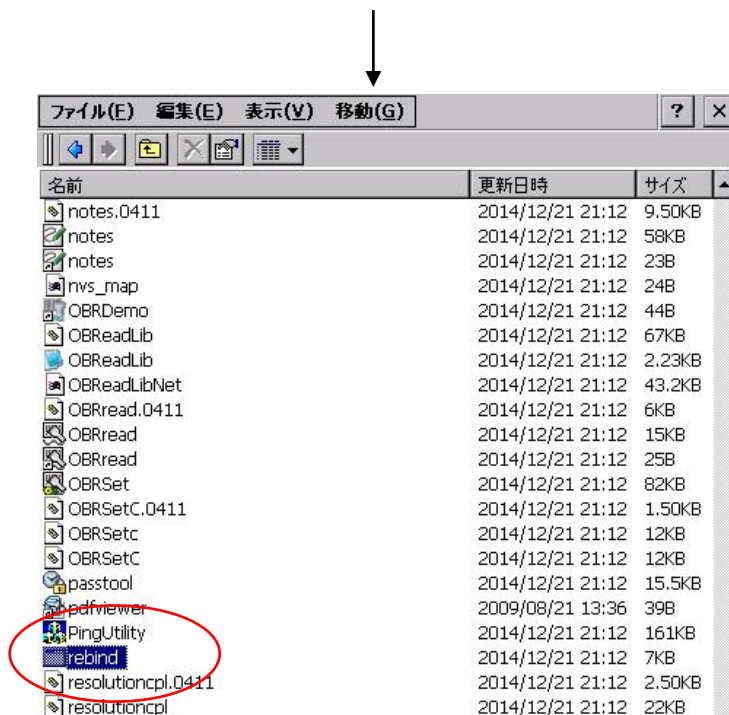 ファイル(F) 編集(E) 表示(V) 移動(G) ? ×
名前 更新日時 サイズ
notes.0411 2014/12/21 21:12 9.50KB
notes 2014/12/21 21:12 58KB
notes 2014/12/21 21:12 23B
nvs_map 2014/12/21 21:12 24B
OBRDemo 2014/12/21 21:12 44B
OBReadLib 2014/12/21 21:12 67KB
OBReadLib 2014/12/21 21:12 2.23KB
OBReadLibNet 2014/12/21 21:12 43.2KB
OBRread.0411 2014/12/21 21:12 6KB
OBRread 2014/12/21 21:12 15KB
OBRread 2014/12/21 21:12 25B
OBRSet 2014/12/21 21:12 82KB
OBRSetC.0411 2014/12/21 21:12 1.50KB
OBRSetc 2014/12/21 21:12 12KB
OBRSetC 2014/12/21 21:12 12KB
passtool 2014/12/21 21:12 15.5KB
pdfviewer 2009/08/21 13:36 39B
PingUtility 2014/12/21 21:12 161KB
rebind 2014/12/21 21:12 7KB
resolutioncpl.0411 2014/12/21 21:12 2.50KB
resolutioncpl 2014/12/21 21:12 22KB